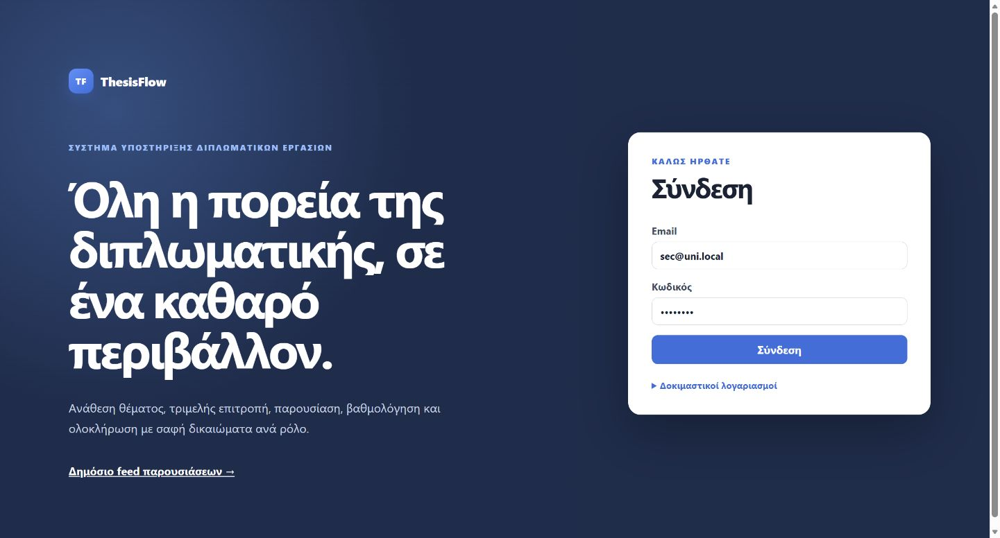 TF ThesisFlow
ΣΥΣΤΗΜΑ ΥΠΟΣΤΗΡΙΞΗΣ ΔΙΠΛΩΜΑΤΙΚΩΝ ΕΡΓΑΣΙΩΝ
Όλη η πορεία της
διπλωματικής, σε
ένα καθαρό
περιβάλλον.
Ανάθεση θέματος, τριμελής επιτροπή, παρουσίαση, βαθμολόγηση και
ολοκλήρωση με σαφή δικαιώματα ανά ρόλο.
Δημόσιο feed παρουσιάσεων →
ΚΑΛΩΣ ΗΡΘΑΤΕ
Σύνδεση
Email
sec@uni.local
Κωδικός
••••••••
Σύνδεση
▶ Δοκιμαστικοί λογαριασμοί